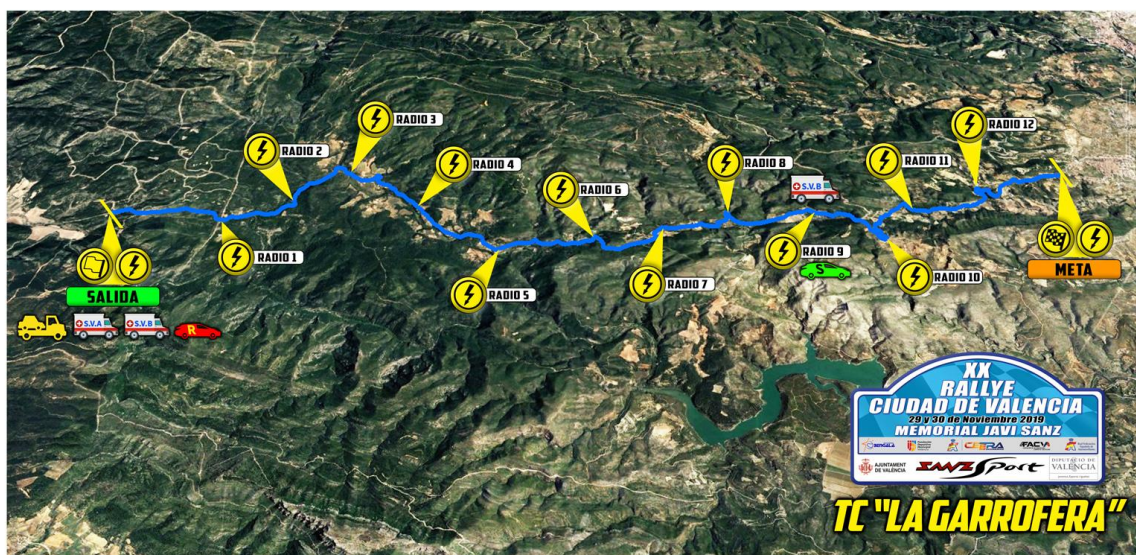 RADIO 3
RADIO 12
RADIO 2
RADIO 4
RADIO 8
RADIO 11
S.V.B
RADIO 6
RADIO 1
RADIO 9
RADIO 10
S
META
RADIO 7
RADIO 5
SALIDA
S.V.A
S.V.B
R
XX
RALLYE
CIUDAD DE VALENCIA
29 y 30 de Noviembre 2019
MEMORIAL JAVI SANZ
FACV
AJUNTAMENT
DE VALÈNCIA
SANZ Sport
DIPUTACIÓ DE
VALÈNCIA
TC "LA GARROFERA"